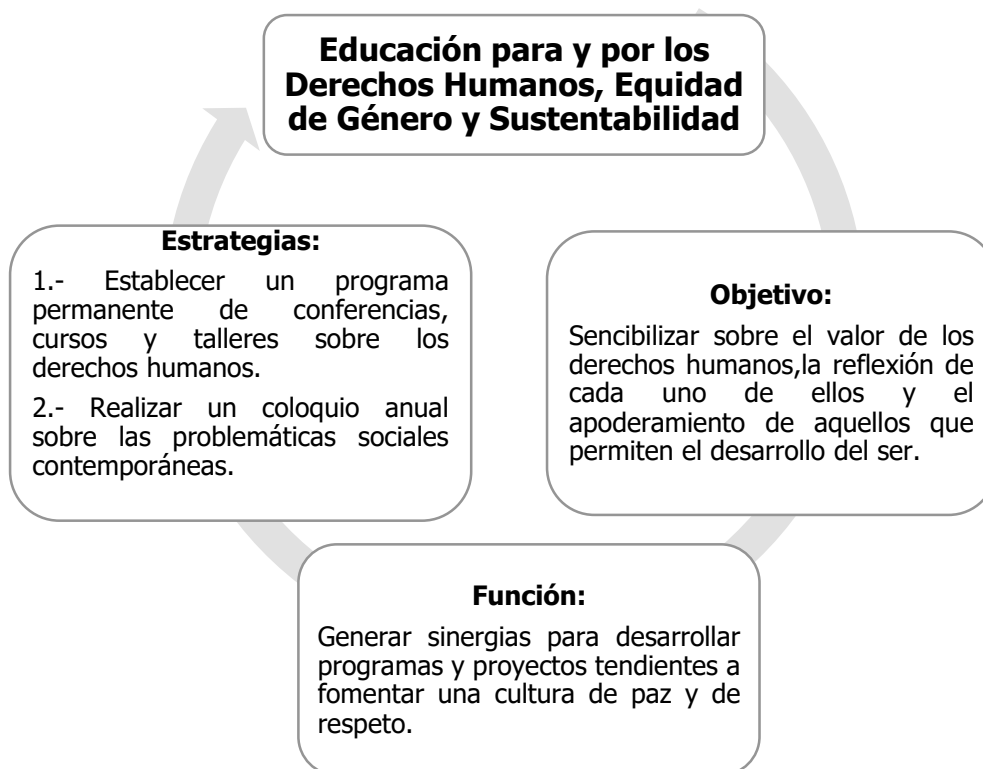 Educación para y por los
Derechos Humanos, Equidad
de Género y Sustentabilidad
Objetivo:
Sencibilizar sobre el valor de los
derechos humanos,la reflexión de
cada uno de ellos y el
apoderamiento de aquellos que
permiten el desarrollo del ser.
Función:
Generar sinergias para desarrollar
programas y proyectos tendientes a
fomentar una cultura de paz y de
respeto.
Estrategias:
1.- Establecer un programa
permanente de conferencias,
cursos y talleres sobre los
derechos humanos.
2.- Realizar un coloquio anual
sobre las problemáticas sociales
contemporáneas.